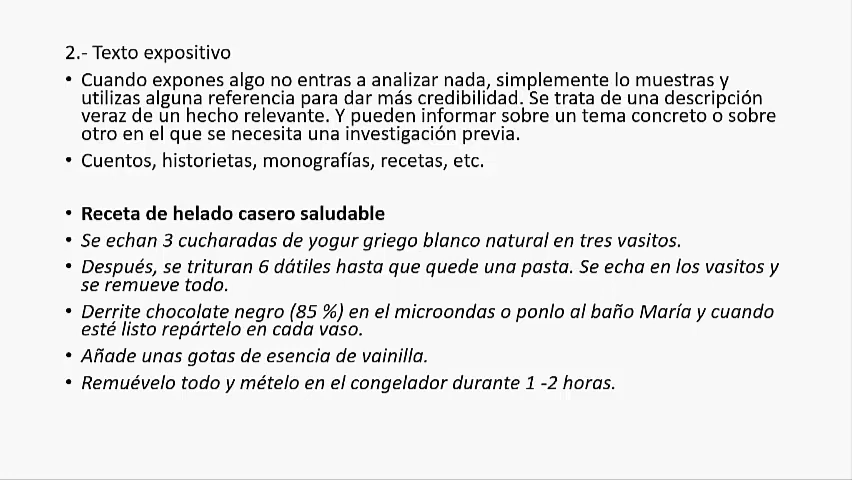 2.- Texto expositivo
• Cuando expones algo no entras a analizar nada, simplemente lo muestras y
utilizas alguna referencia para dar más credibilidad. Se trata de una descripción
veraz de un hecho relevante. Y pueden informar sobre un tema concreto o sobre
otro en el que se necesita una investigación previa.
• Cuentos, historietas, monografías, recetas, etc.
• Receta de helado casero saludable
• Se echan 3 cucharadas de yogur griego blanco natural en tres vasitos.
• Después, se trituran 6 dátiles hasta que quede una pasta. Se echa en los vasitos y
se remueve todo.
• Derrite chocolate negro (85 %) en el microondas o ponlo al baño María y cuando
esté listo repártelo en cada vaso.
• Añade unas gotas de esencia de vainilla.
• Remuévelo todo y mételo en el congelador durante 1 -2 horas.